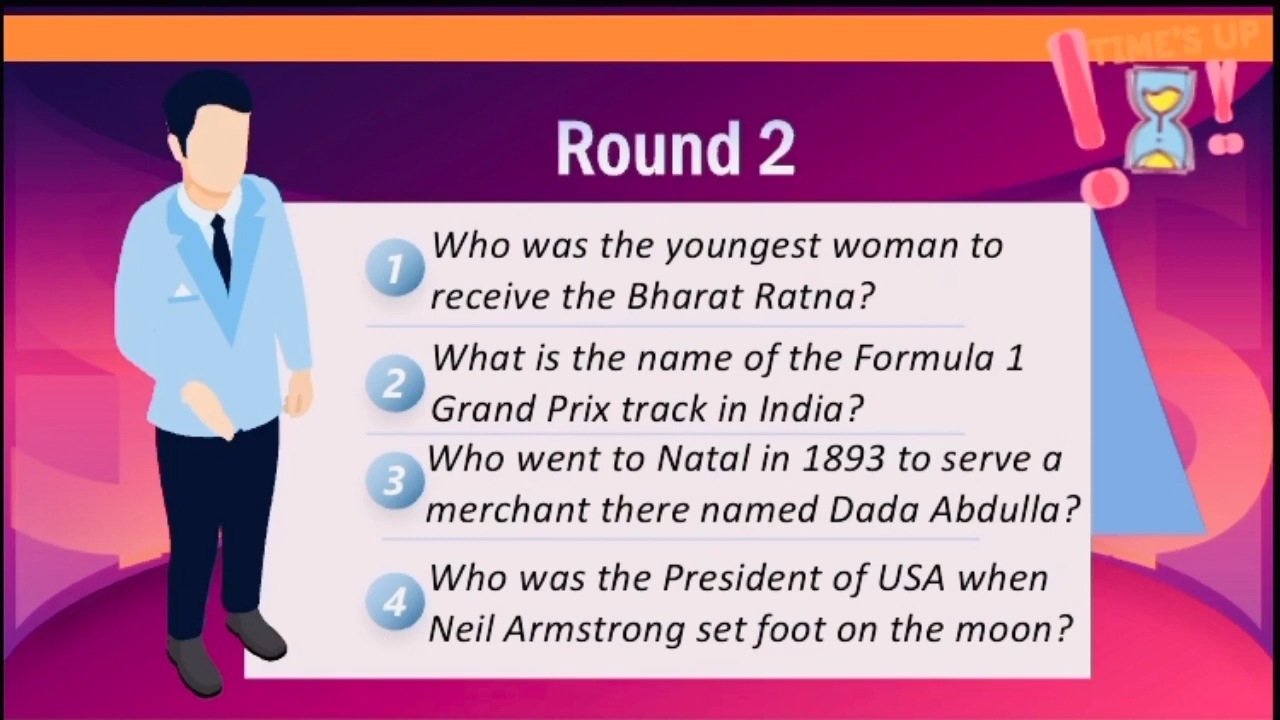 TIME'S UP
Round 2
1 Who was the youngest woman to
receive the Bharat Ratna?
2 What is the name of the Formula 1
Grand Prix track in India?
3 Who went to Natal in 1893 to serve a
merchant there named Dada Abdulla?
4 Who was the President of USA when
Neil Armstrong set foot on the moon?